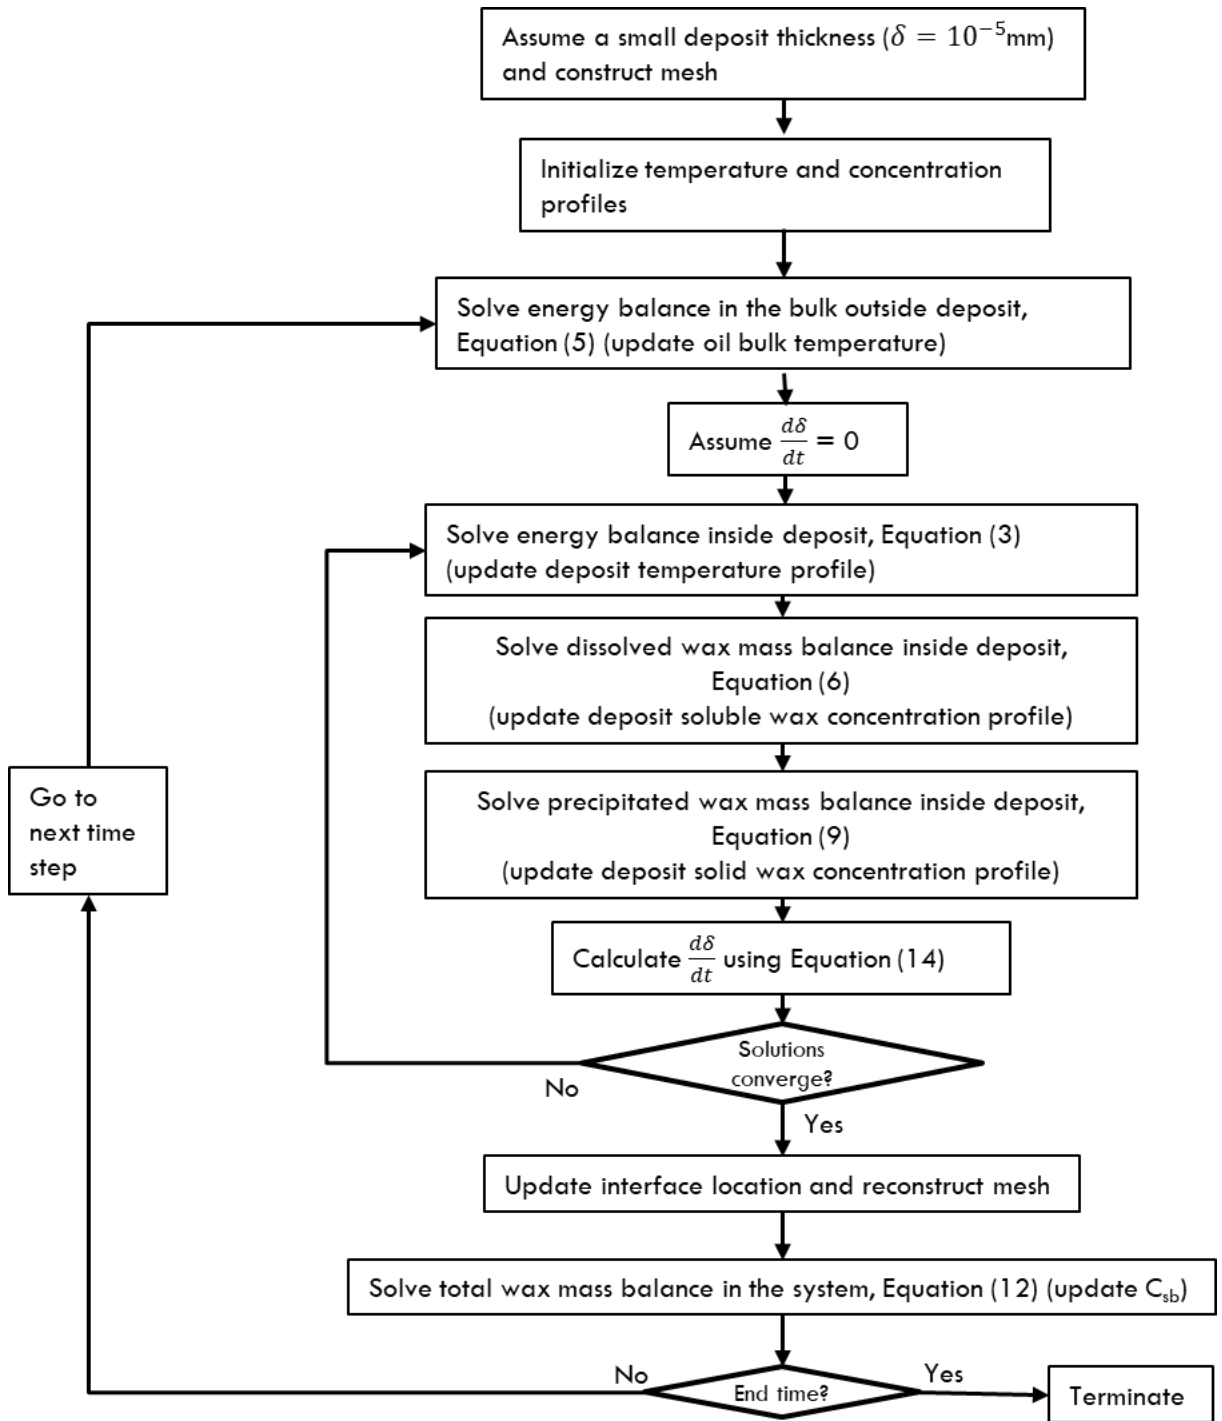 Assume a small deposit thickness (δ = 10⁻⁵mm)
and construct mesh
Initialize temperature and concentration
profiles
Solve energy balance in the bulk outside deposit,
Equation (5) (update oil bulk temperature)
Assume dδ/dt = 0
Solve energy balance inside deposit, Equation (3)
(update deposit temperature profile)
Solve dissolved wax mass balance inside deposit,
Equation (6)
(update deposit soluble wax concentration profile)
Go to
next time
step
Solve precipitated wax mass balance inside deposit,
Equation (9)
(update deposit solid wax concentration profile)
Calculate dδ/dt using Equation (14)
Solutions
converge?
No
Yes
Update interface location and reconstruct mesh
Solve total wax mass balance in the system, Equation (12) (update C_sb)
No
End time?
Yes
Terminate